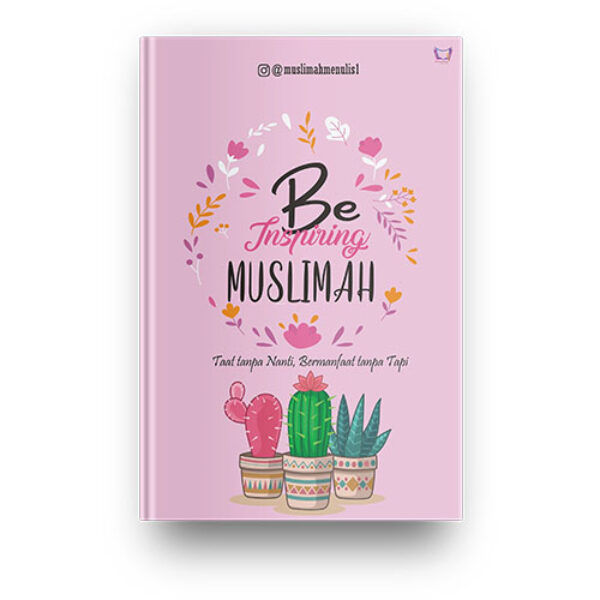 @muslimahmenulis1
Be
Inspiring
MUSLIMAH
Taat tanpa Nanti, Bermanfaat tanpa Tapi